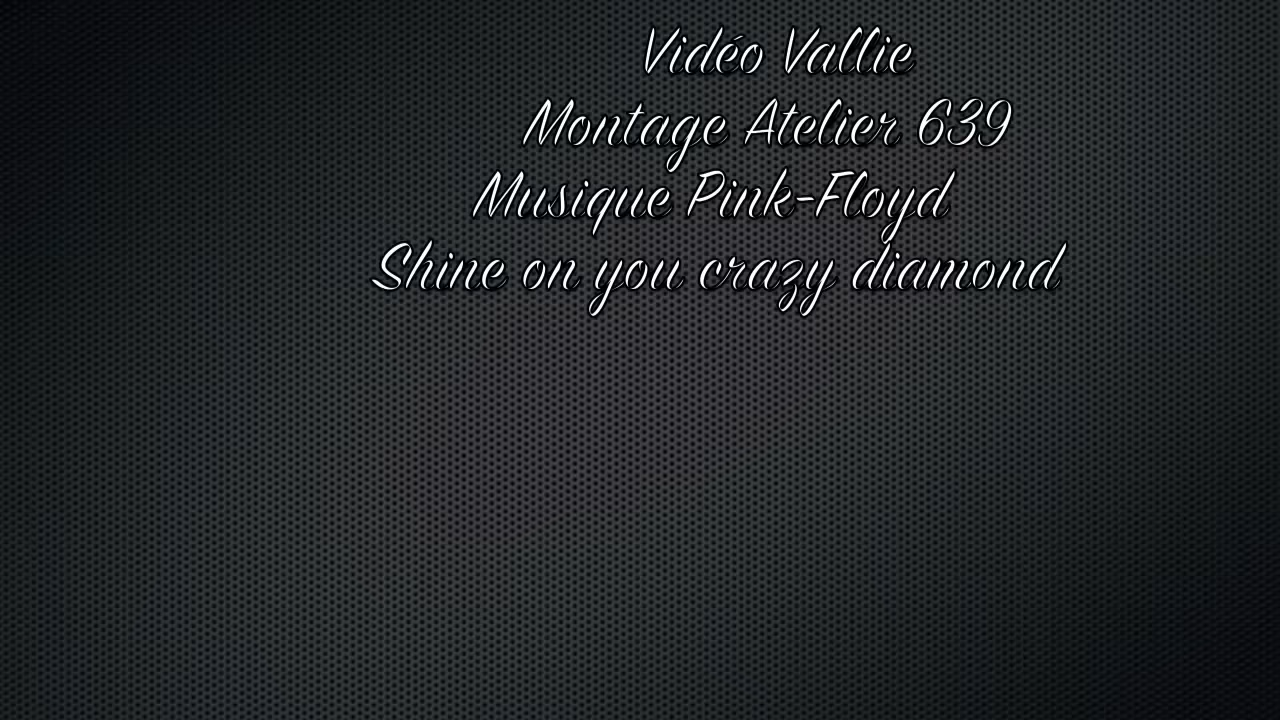 Vidéo Vallie
Montage Atelier 639
Musique Pink-Floyd
Shine on you crazy diamond